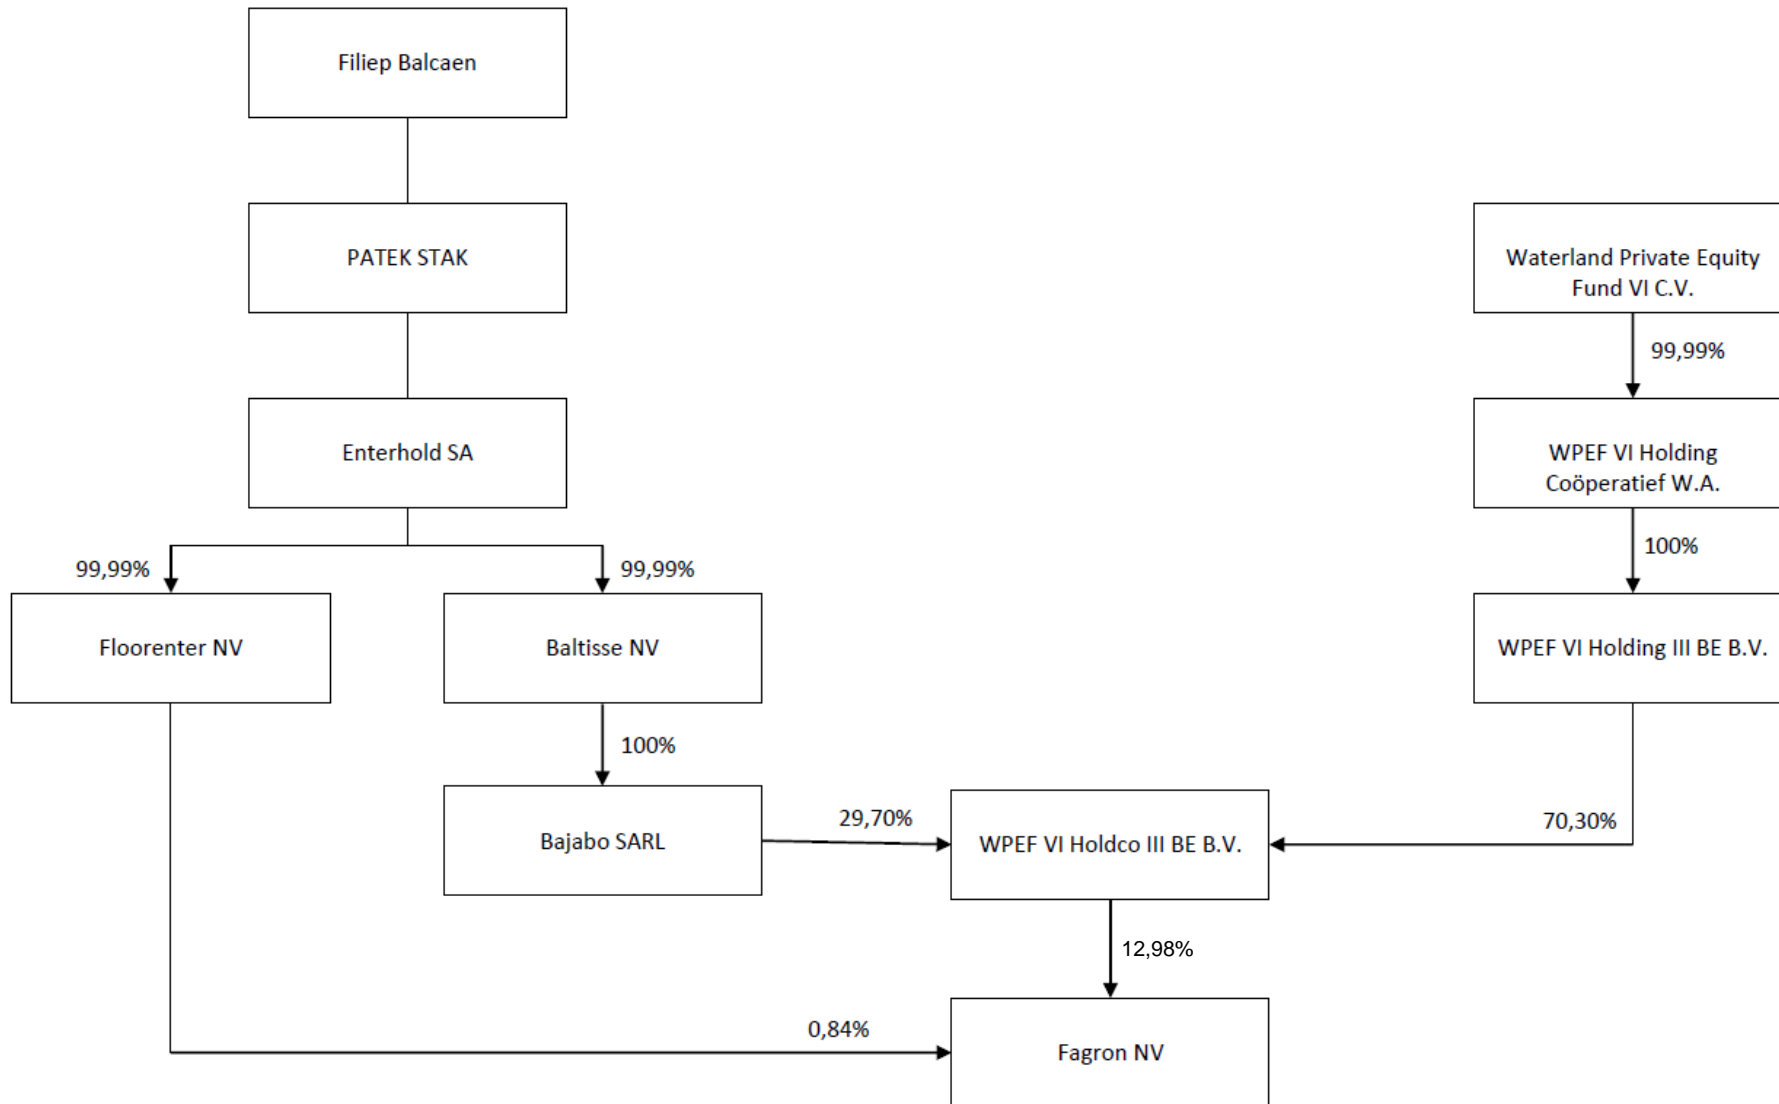 Filiep Balcaen
PATEK STAK
Waterland Private Equity
Fund VI C.V.
99,99%
Enterhold SA
WPEF VI Holding
Coöperatief W.A.
99,99%
99,99%
100%
Floorenter NV
Baltisse NV
WPEF VI Holding III BE B.V.
100%
29,70%
70,30%
Bajabo SARL
WPEF VI Holdco III BE B.V.
12,98%
0,84%
Fagron NV